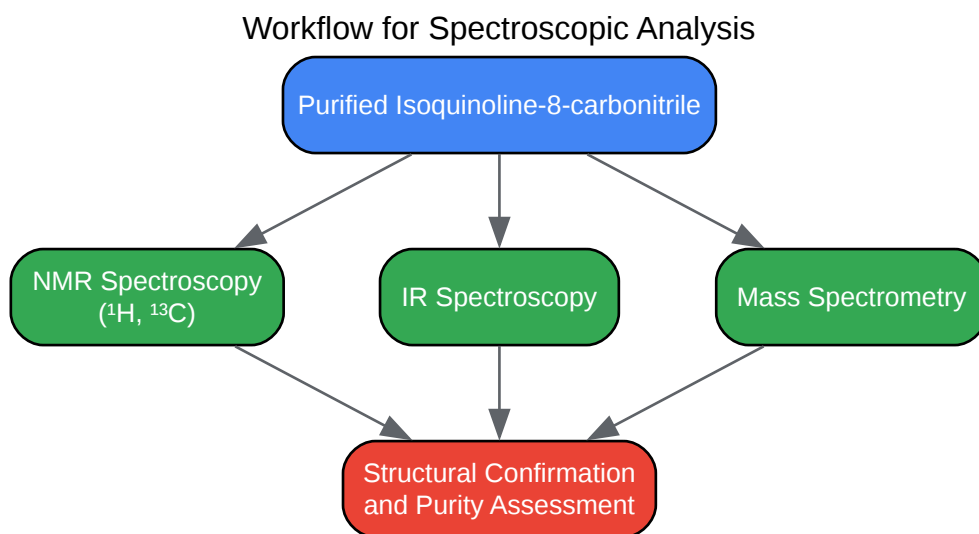 Workflow for Spectroscopic Analysis
Purified Isoquinoline-8-carbonitrile
NMR Spectroscopy
(¹H, ¹³C)
IR Spectroscopy
Mass Spectrometry
Structural Confirmation
and Purity Assessment